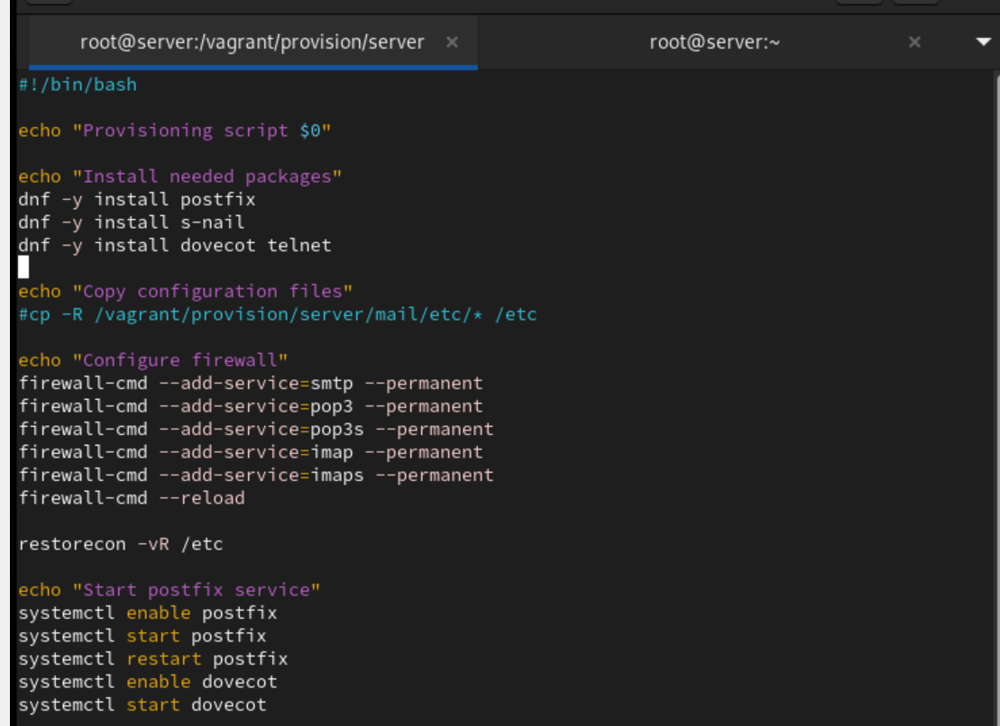 root@server:/vagrant/provision/server × root@server:~ ×
#!/bin/bash
echo "Provisioning script $0"
echo "Install needed packages"
dnf -y install postfix
dnf -y install s-nail
dnf -y install dovecot telnet
echo "Copy configuration files"
#cp -R /vagrant/provision/server/mail/etc/* /etc
echo "Configure firewall"
firewall-cmd --add-service=smtp --permanent
firewall-cmd --add-service=pop3 --permanent
firewall-cmd --add-service=pop3s --permanent
firewall-cmd --add-service=imap --permanent
firewall-cmd --add-service=imaps --permanent
firewall-cmd --reload
restorecon -vR /etc
echo "Start postfix service"
systemctl enable postfix
systemctl start postfix
systemctl restart postfix
systemctl enable dovecot
systemctl start dovecot